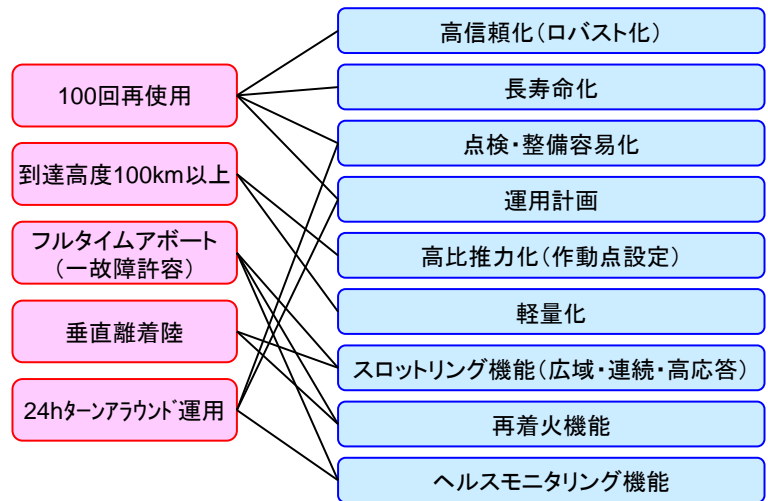 100回再使用
到達高度100km以上
フルタイムアボート
(一故障許容)
垂直離着陸
24hﾀｰﾝｱﾗｳﾝﾄﾞ運用
高信頼化(ロバスト化)
長寿命化
点検・整備容易化
運用計画
高比推力化(作動点設定)
軽量化
スロットリング機能(広域・連続・高応答)
再着火機能
ヘルスモニタリング機能